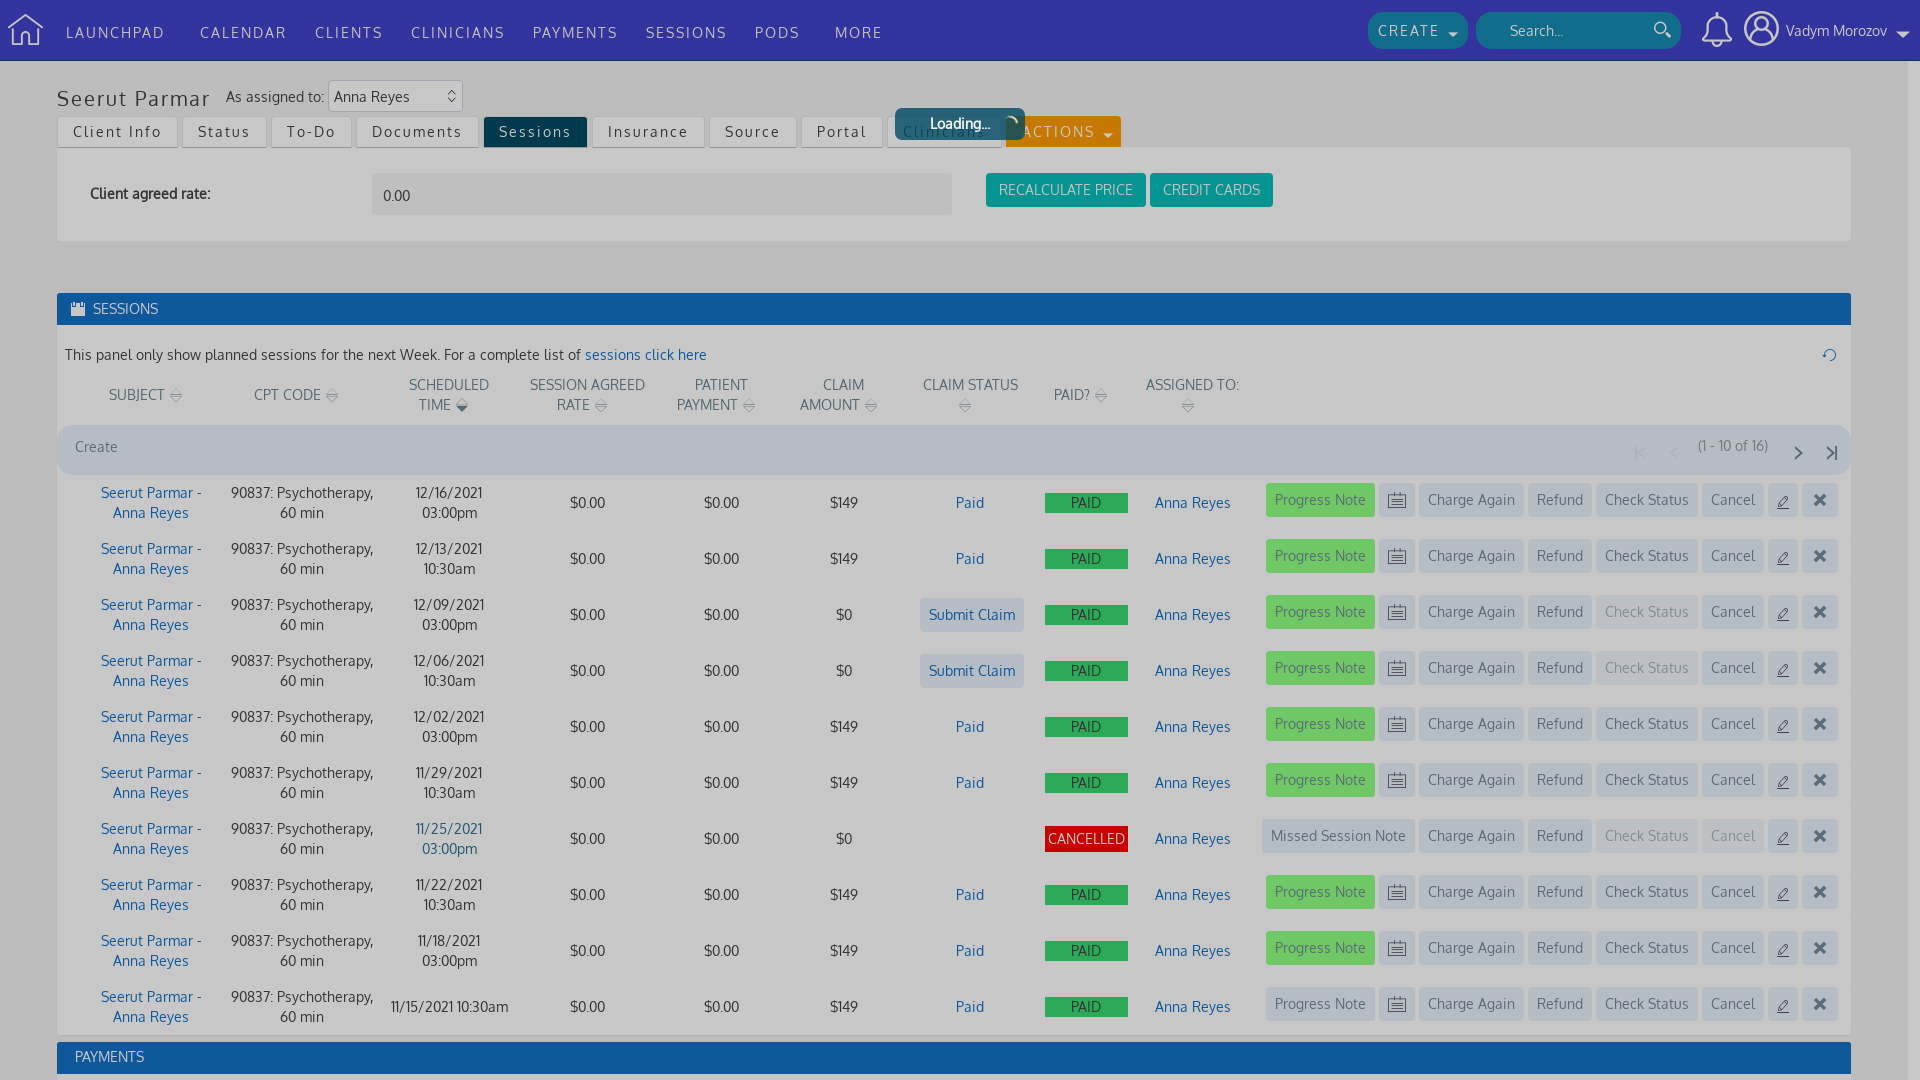 LAUNCHPAD CALENDAR CLIENTS CLINICIANS PAYMENTS SESSIONS PODS MORE CREATE Search... Vadym Morozov
Seerut Parmar As assigned to: Anna Reyes
Client Info Status To-Do Documents Sessions Insurance Source Portal Clinicians ACTIONS
Loading...
Client agreed rate: 0.00 RECALCULATE PRICE CREDIT CARDS
SESSIONS
This panel only show planned sessions for the next Week. For a complete list of sessions click here
SUBJECT CPT CODE SCHEDULED TIME SESSION AGREED RATE PATIENT PAYMENT CLAIM AMOUNT CLAIM STATUS PAID? ASSIGNED TO:
Create (1 - 10 of 16)
Seerut Parmar - Anna Reyes 90837: Psychotherapy, 60 min 12/16/2021 03:00pm $0.00 $0.00 $149 Paid PAID Anna Reyes Progress Note Charge Again Refund Check Status Cancel
Seerut Parmar - Anna Reyes 90837: Psychotherapy, 60 min 12/13/2021 10:30am $0.00 $0.00 $149 Paid PAID Anna Reyes Progress Note Charge Again Refund Check Status Cancel
Seerut Parmar - Anna Reyes 90837: Psychotherapy, 60 min 12/09/2021 03:00pm $0.00 $0.00 $0 Submit Claim PAID Anna Reyes Progress Note Charge Again Refund Check Status Cancel
Seerut Parmar - Anna Reyes 90837: Psychotherapy, 60 min 12/06/2021 10:30am $0.00 $0.00 $0 Submit Claim PAID Anna Reyes Progress Note Charge Again Refund Check Status Cancel
Seerut Parmar - Anna Reyes 90837: Psychotherapy, 60 min 12/02/2021 03:00pm $0.00 $0.00 $149 Paid PAID Anna Reyes Progress Note Charge Again Refund Check Status Cancel
Seerut Parmar - Anna Reyes 90837: Psychotherapy, 60 min 11/29/2021 10:30am $0.00 $0.00 $149 Paid PAID Anna Reyes Progress Note Charge Again Refund Check Status Cancel
Seerut Parmar - Anna Reyes 90837: Psychotherapy, 60 min 11/25/2021 03:00pm $0.00 $0.00 $0 CANCELLED Anna Reyes Missed Session Note Charge Again Refund Check Status Cancel
Seerut Parmar - Anna Reyes 90837: Psychotherapy, 60 min 11/22/2021 10:30am $0.00 $0.00 $149 Paid PAID Anna Reyes Progress Note Charge Again Refund Check Status Cancel
Seerut Parmar - Anna Reyes 90837: Psychotherapy, 60 min 11/18/2021 03:00pm $0.00 $0.00 $149 Paid PAID Anna Reyes Progress Note Charge Again Refund Check Status Cancel
Seerut Parmar - Anna Reyes 90837: Psychotherapy, 60 min 11/15/2021 10:30am $0.00 $0.00 $149 Paid PAID Anna Reyes Progress Note Charge Again Refund Check Status Cancel
PAYMENTS